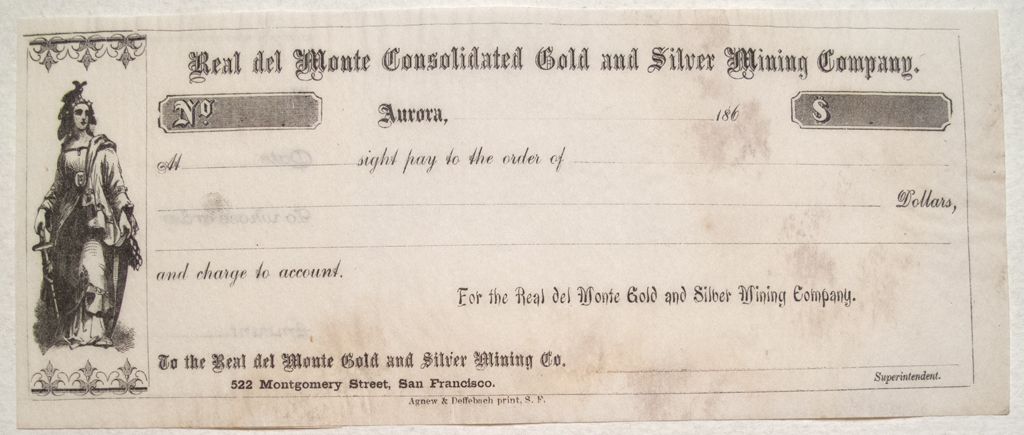 Real del Monte Consolidated Gold and Silver Mining Company.
No. Aurora, 186 $
At sight pay to the order of
Dollars,
and charge to account.
For the Real del Monte Gold and Silver Mining Company.
To the Real del Monte Gold and Silver Mining Co.
522 Montgomery Street, San Francisco.
Superintendent.
Agnew & Deffebach print, S. F.